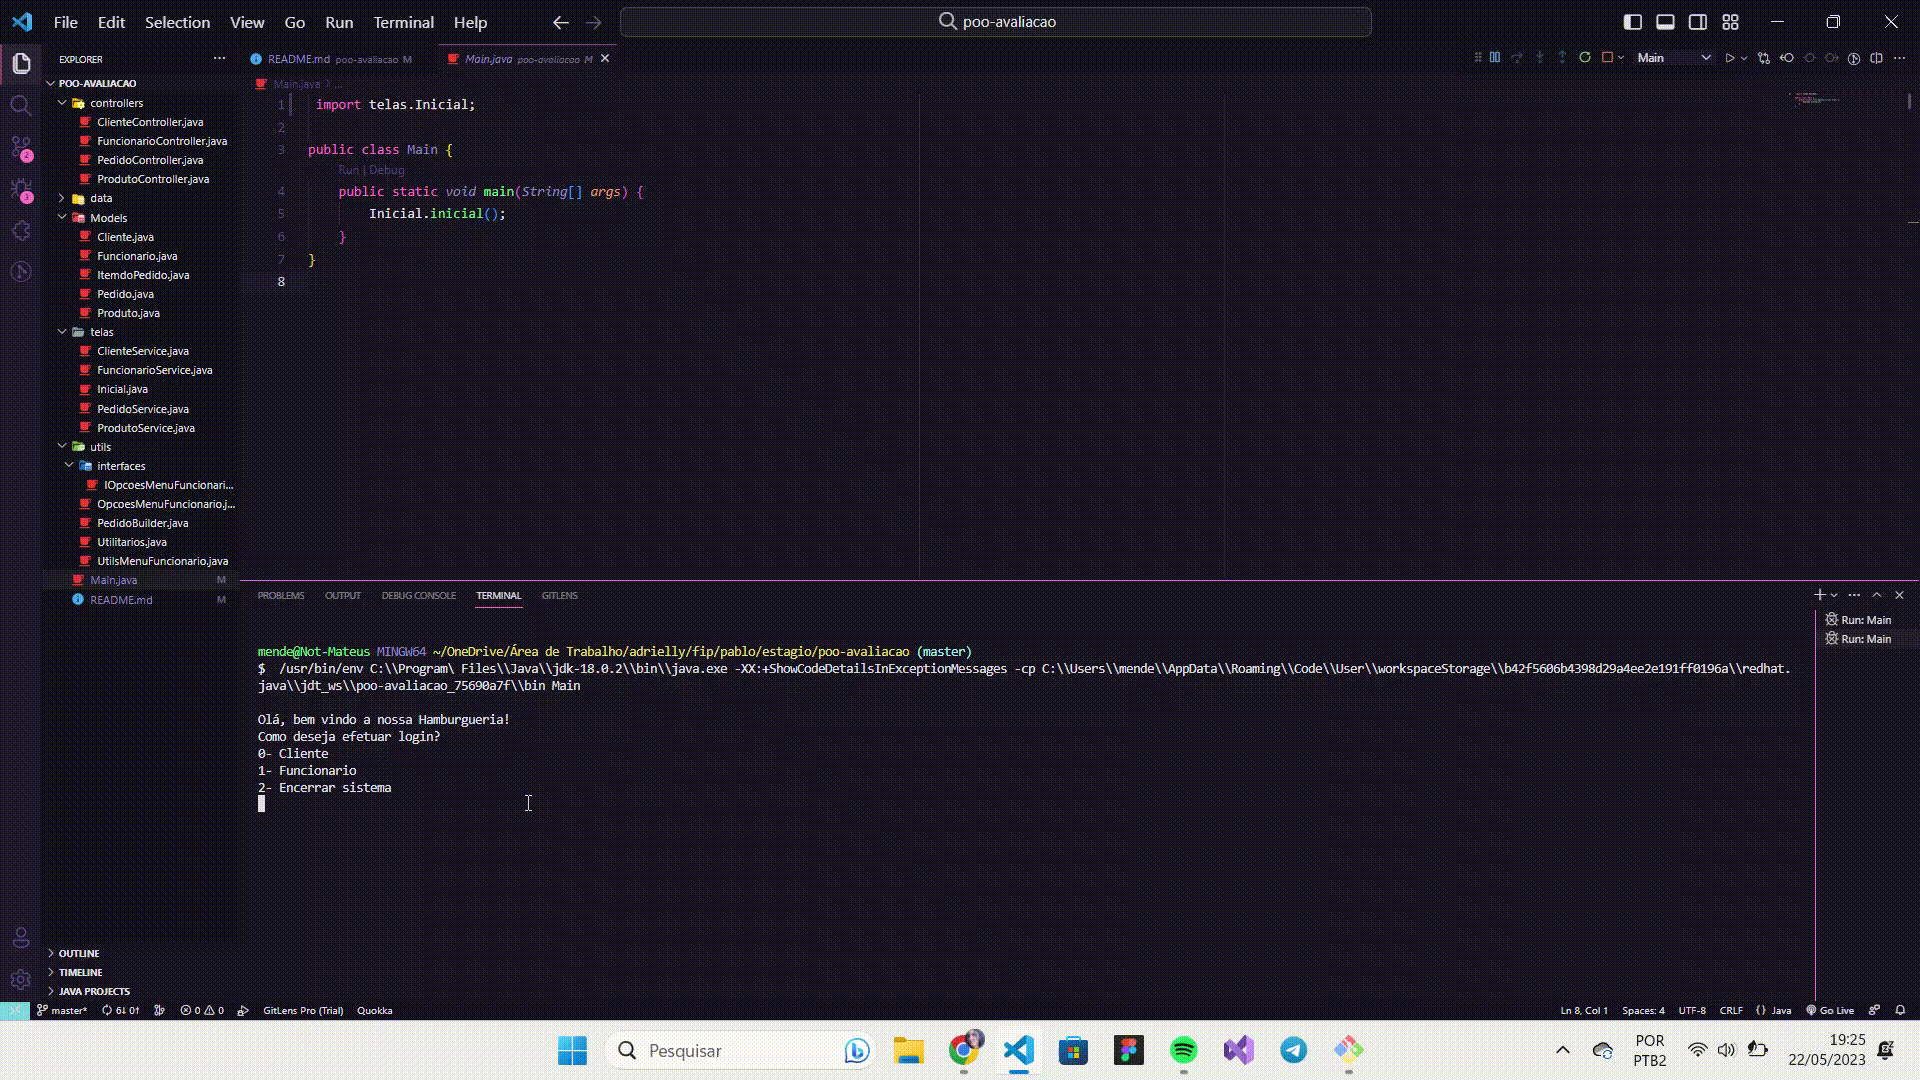 File Edit Selection View Go Run Terminal Help
poo-avaliacao
EXPLORER
README.md poo-avaliacao M
Main.java poo-avaliacao M
Main
POO-AVALIACAO
controllers
ClienteController.java
FuncionarioController.java
PedidoController.java
ProdutoController.java
data
Models
Cliente.java
Funcionario.java
ItemdoPedido.java
Pedido.java
Produto.java
telas
ClienteService.java
FuncionarioService.java
Inicial.java
PedidoService.java
ProdutoService.java
utils
interfaces
IOpcoesMenuFuncionari...
OpcoesMenuFuncionario.j...
PedidoBuilder.java
Utilitarios.java
UtilsMenuFuncionario.java
Main.java M
README.md M
OUTLINE
TIMELINE
JAVA PROJECTS
2
3
Main.java > ...
1 import telas.Inicial;
2
3 public class Main {
Run | Debug
4 public static void main(String[] args) {
5 Inicial.inicial();
6 }
7 }
8
PROBLEMS OUTPUT DEBUG CONSOLE TERMINAL GITLENS
Run: Main
Run: Main
mende@Not-Mateus MINGW64 ~/OneDrive/Área de Trabalho/adrielly/fip/pablo/estagio/poo-avaliacao (master)
$ /usr/bin/env C:\\Program\ Files\\Java\\jdk-18.0.2\\bin\\java.exe -XX:+ShowCodeDetailsInExceptionMessages -cp C:\\Users\\mende\\AppData\\Roaming\\Code\\User\\workspaceStorage\\b42f5606b4398d29a4ee2e191ff0196a\\redhat.
java\\jdt_ws\\poo-avaliacao_75690a7f\\bin Main
Olá, bem vindo a nossa Hamburgueria!
Como deseja efetuar login?
0- Cliente
1- Funcionario
2- Encerrar sistema
master* 6↓ 0↑ 0 0 GitLens Pro (Trial) Quokka
Ln 8, Col 1 Spaces: 4 UTF-8 CRLF {} Java Go Live
Pesquisar
POR
PTB2
19:25
22/05/2023